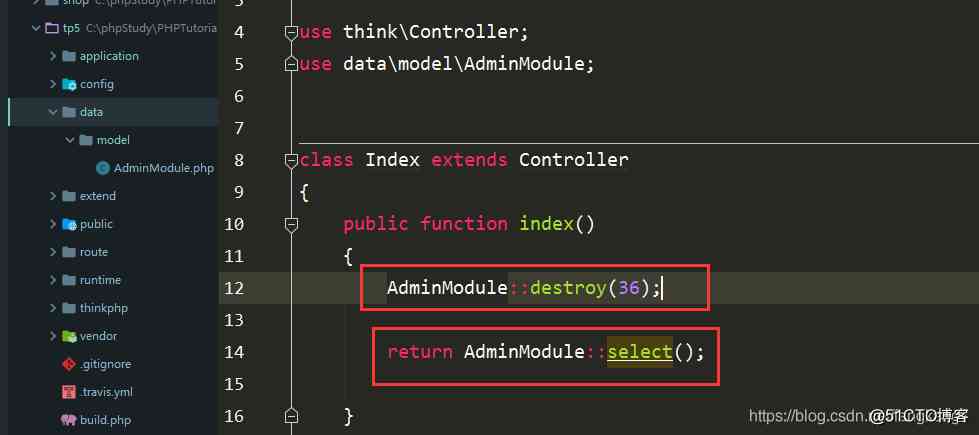 shop C:\phpStudy\PHPTutoria
tp5 C:\phpStudy\PHPTutoria
application
config
data
model
AdminModule.php
extend
public
route
runtime
thinkphp
vendor
.gitignore
.travis.yml
build.php
3
4 use think\Controller;
5 use data\model\AdminModule;
6
7
8 class Index extends Controller
9 {
10 public function index()
11 {
12 AdminModule::destroy(36);
13
14 return AdminModule::select();
15
16 }
https://blog.csdn.n
@51CTO博客